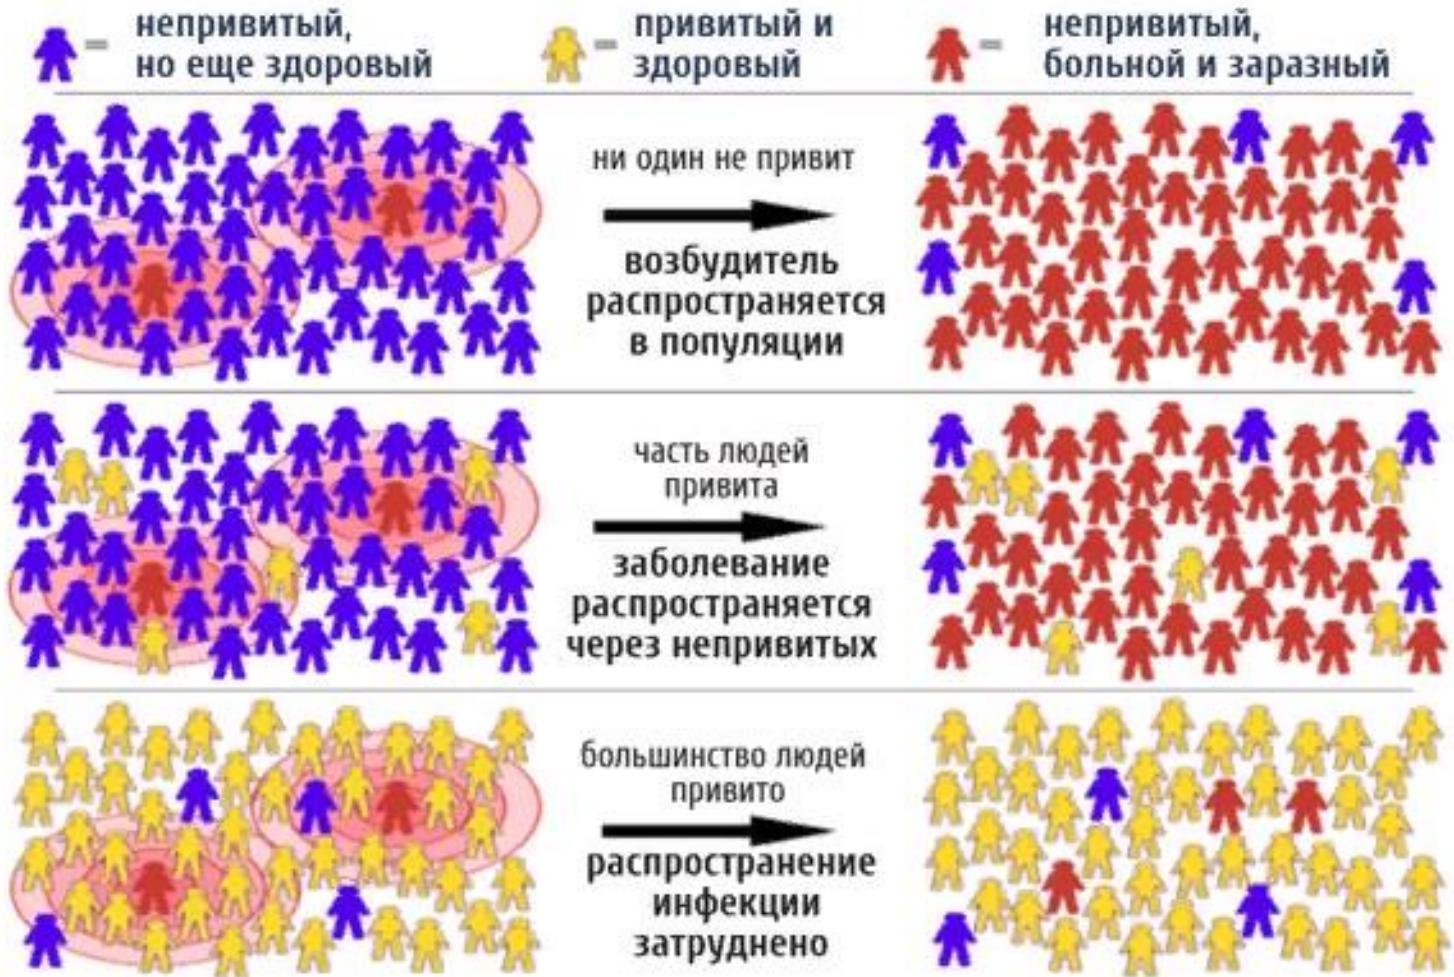 непривитый,
но еще здоровый
привитый и
здоровый
непривитый,
больной и заразный
ни один не привит
возбудитель
распространяется
в популяции
часть людей
привита
заболевание
распространяется
через непривитых
большинство людей
привито
распространение
инфекции
затруднено